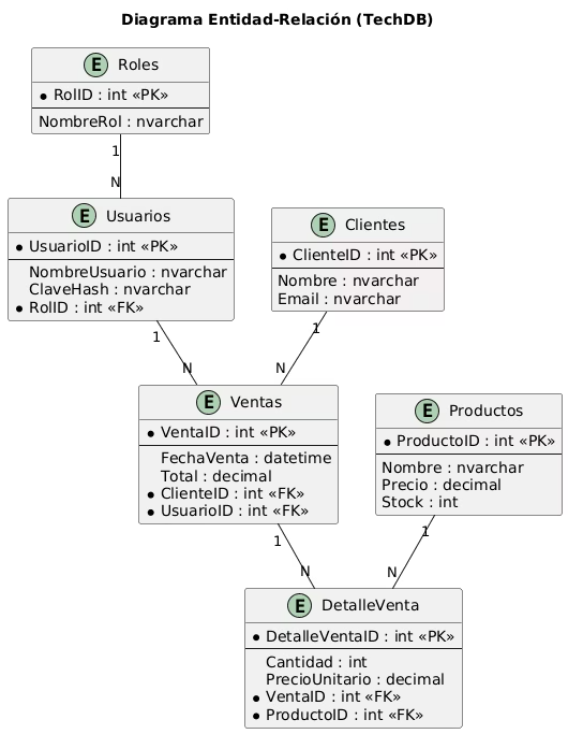 Diagrama Entidad-Relación (TechDB)
E Roles
RolID : int «PK»
NombreRol : nvarchar
1
N
E Usuarios
UsuarioID : int «PK»
NombreUsuario : nvarchar
ClaveHash : nvarchar
RolID : int «FK»
E Clientes
ClienteID : int «PK»
Nombre : nvarchar
Email : nvarchar
1
N
1
N
E Ventas
VentaID : int «PK»
FechaVenta : datetime
Total : decimal
ClienteID : int «FK»
UsuarioID : int «FK»
E Productos
ProductoID : int «PK»
Nombre : nvarchar
Precio : decimal
Stock : int
1
N
1
N
E DetalleVenta
DetalleVentaID : int «PK»
Cantidad : int
PrecioUnitario : decimal
VentaID : int «FK»
ProductoID : int «FK»